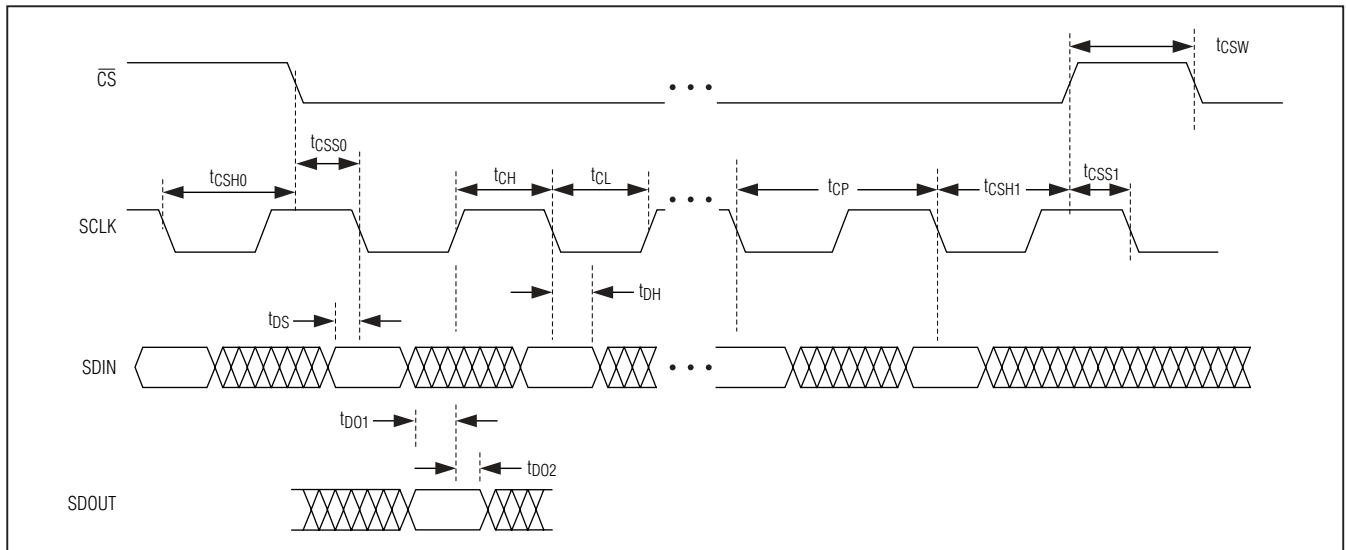 tCSW
CS
tCSS0
tCSH0
tCH
tCL
tCP
tCSH1
tCSS1
SCLK
tDH
tDS
SDIN
tDO1
tDO2
SDOUT